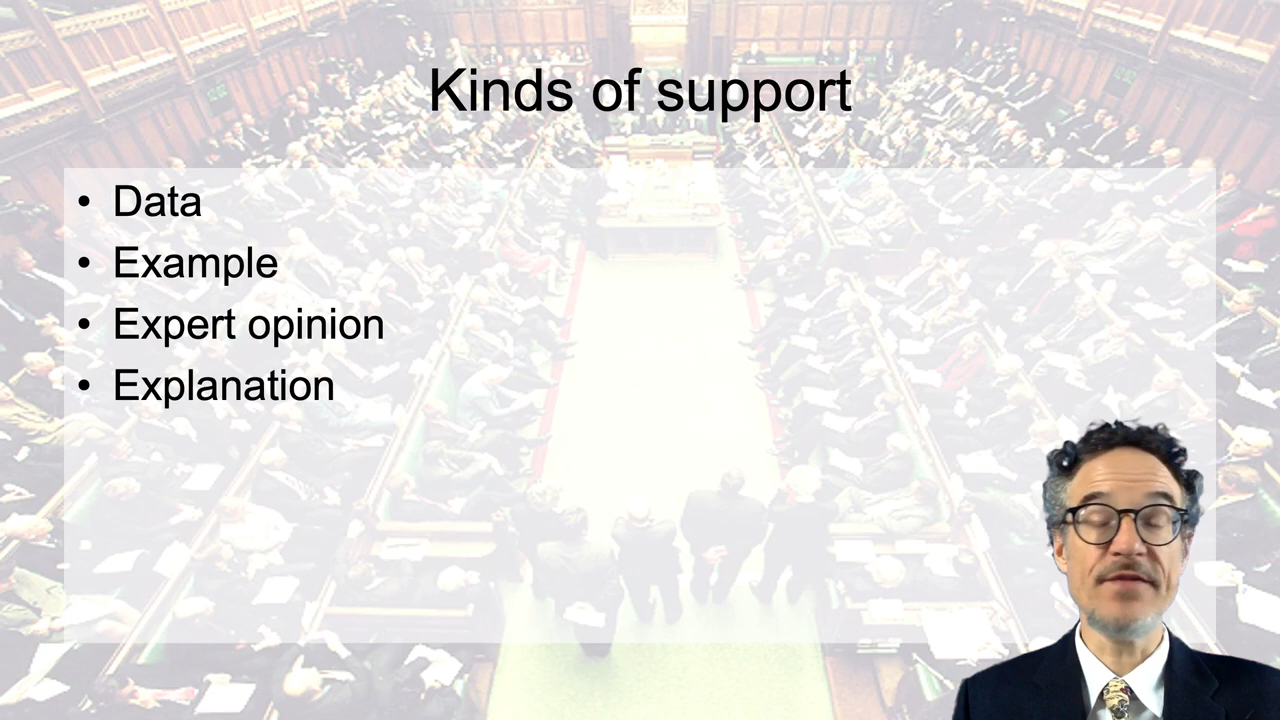 Kinds of support
• Data
• Example
• Expert opinion
• Explanation